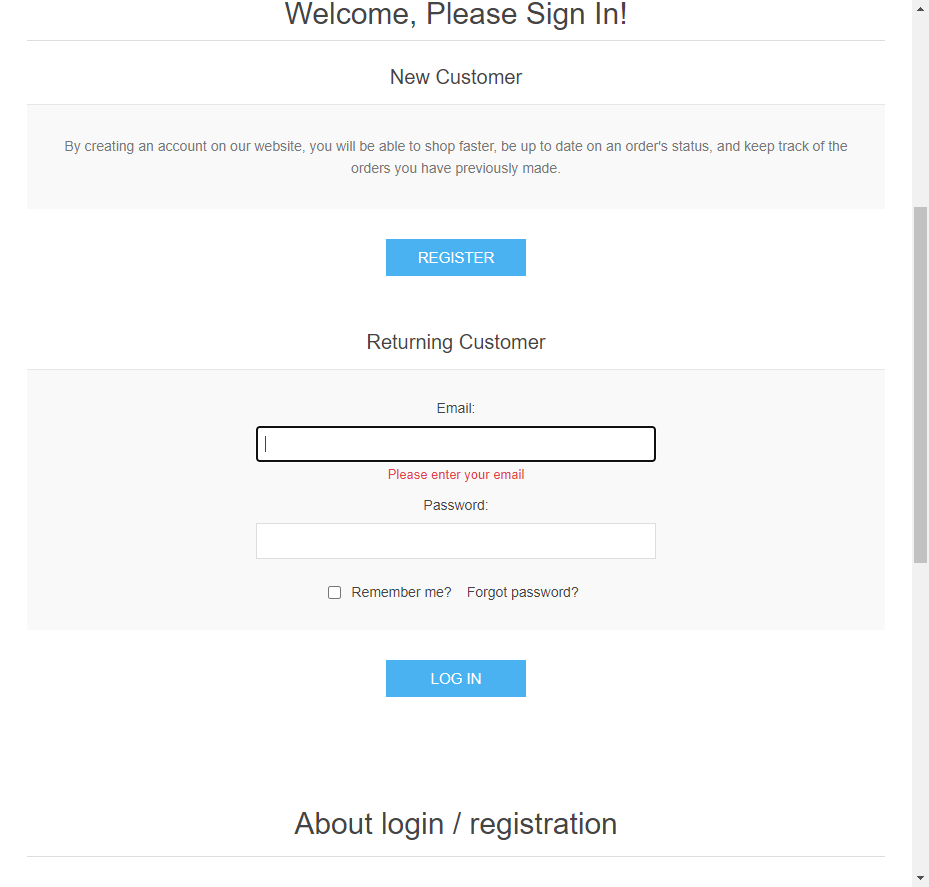 Welcome, Please Sign In!
New Customer
By creating an account on our website, you will be able to shop faster, be up to date on an order's status, and keep track of the
orders you have previously made.
REGISTER
Returning Customer
Email:
Please enter your email
Password:
Remember me? Forgot password?
LOG IN
About login / registration